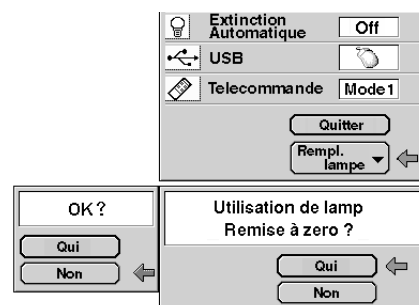 Extinction
Automatique
Off
USB
Telecommande
Mode1
Quitter
Rempl.
lampe
OK?
Qui
Non
Utilisation de lamp
Remise à zero ?
Qui
Non